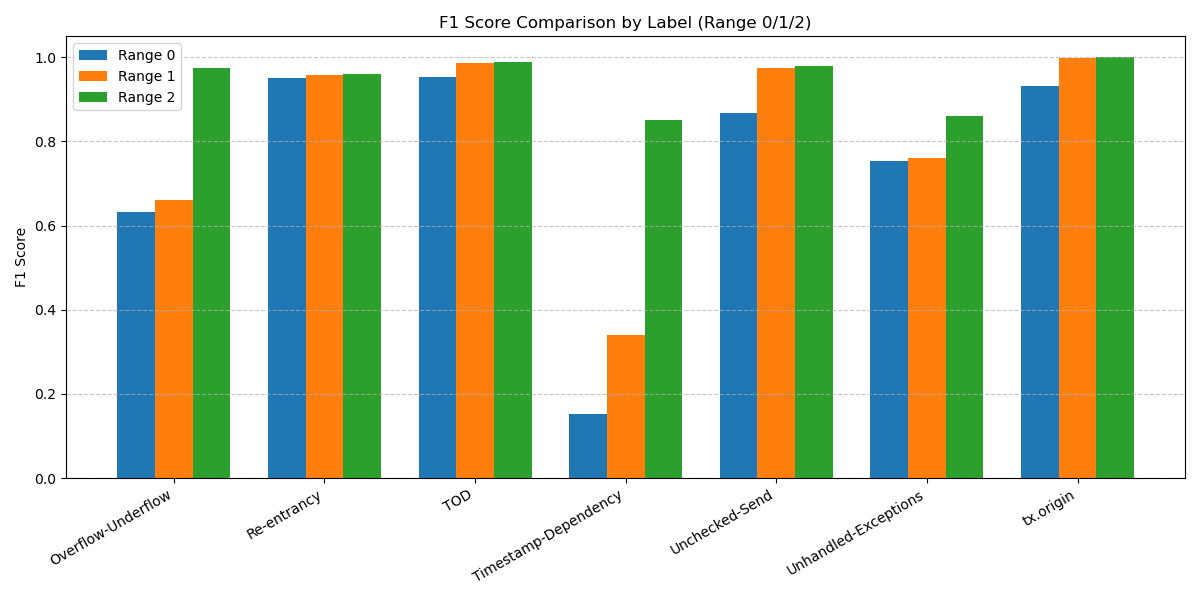 F1 Score Comparison by Label (Range 0/1/2)
Range 0
Range 1
Range 2
F1 Score
1.0
0.8
0.6
0.4
0.2
0.0
Overflow-Underflow
Re-entrancy
TOD
Timestamp-Dependency
Unchecked-Send
Unhandled-Exceptions
tx.origin